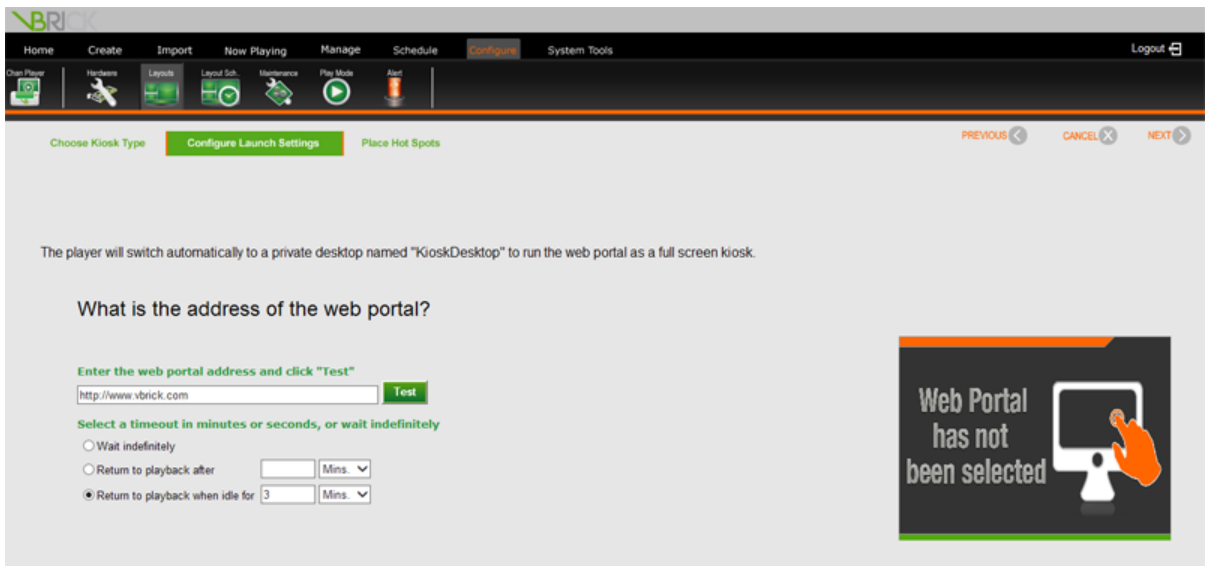 VBRICK
Home Create Import Now Playing Manage Schedule Configure System Tools Logout
Chan Player Hardware Layouts Layout Sch. Maintenance Play Mode Alert
Choose Kiosk Type Configure Launch Settings Place Hot Spots PREVIOUS CANCEL NEXT
The player will switch automatically to a private desktop named "KioskDesktop" to run the web portal as a full screen kiosk.
What is the address of the web portal?
Enter the web portal address and click "Test"
http://www.vbrick.com Test
Select a timeout in minutes or seconds, or wait indefinitely
Wait indefinitely
Return to playback after Mins.
Return to playback when idle for 3 Mins.
Web Portal
has not
been selected